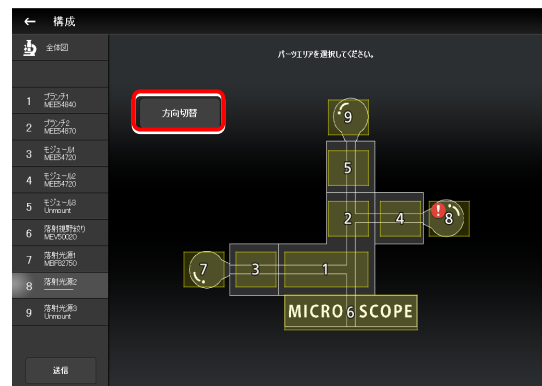 ← 構成
全体図
パーツエリアを選択してください。
1 ブランチ1
MEE54840
2 ブランチ2
MEE54870
3 モジュール1
MEE54720
4 モジュール2
MEE54720
5 モジュール3
Unmount
6 落射視野絞り
MEV50020
7 落射光源1
MBF82750
8 落射光源2
9 落射光源3
Unmount
送信
方向切替
9
5
2
4
!
8
7
3
1
MICRO 6 SCOPE